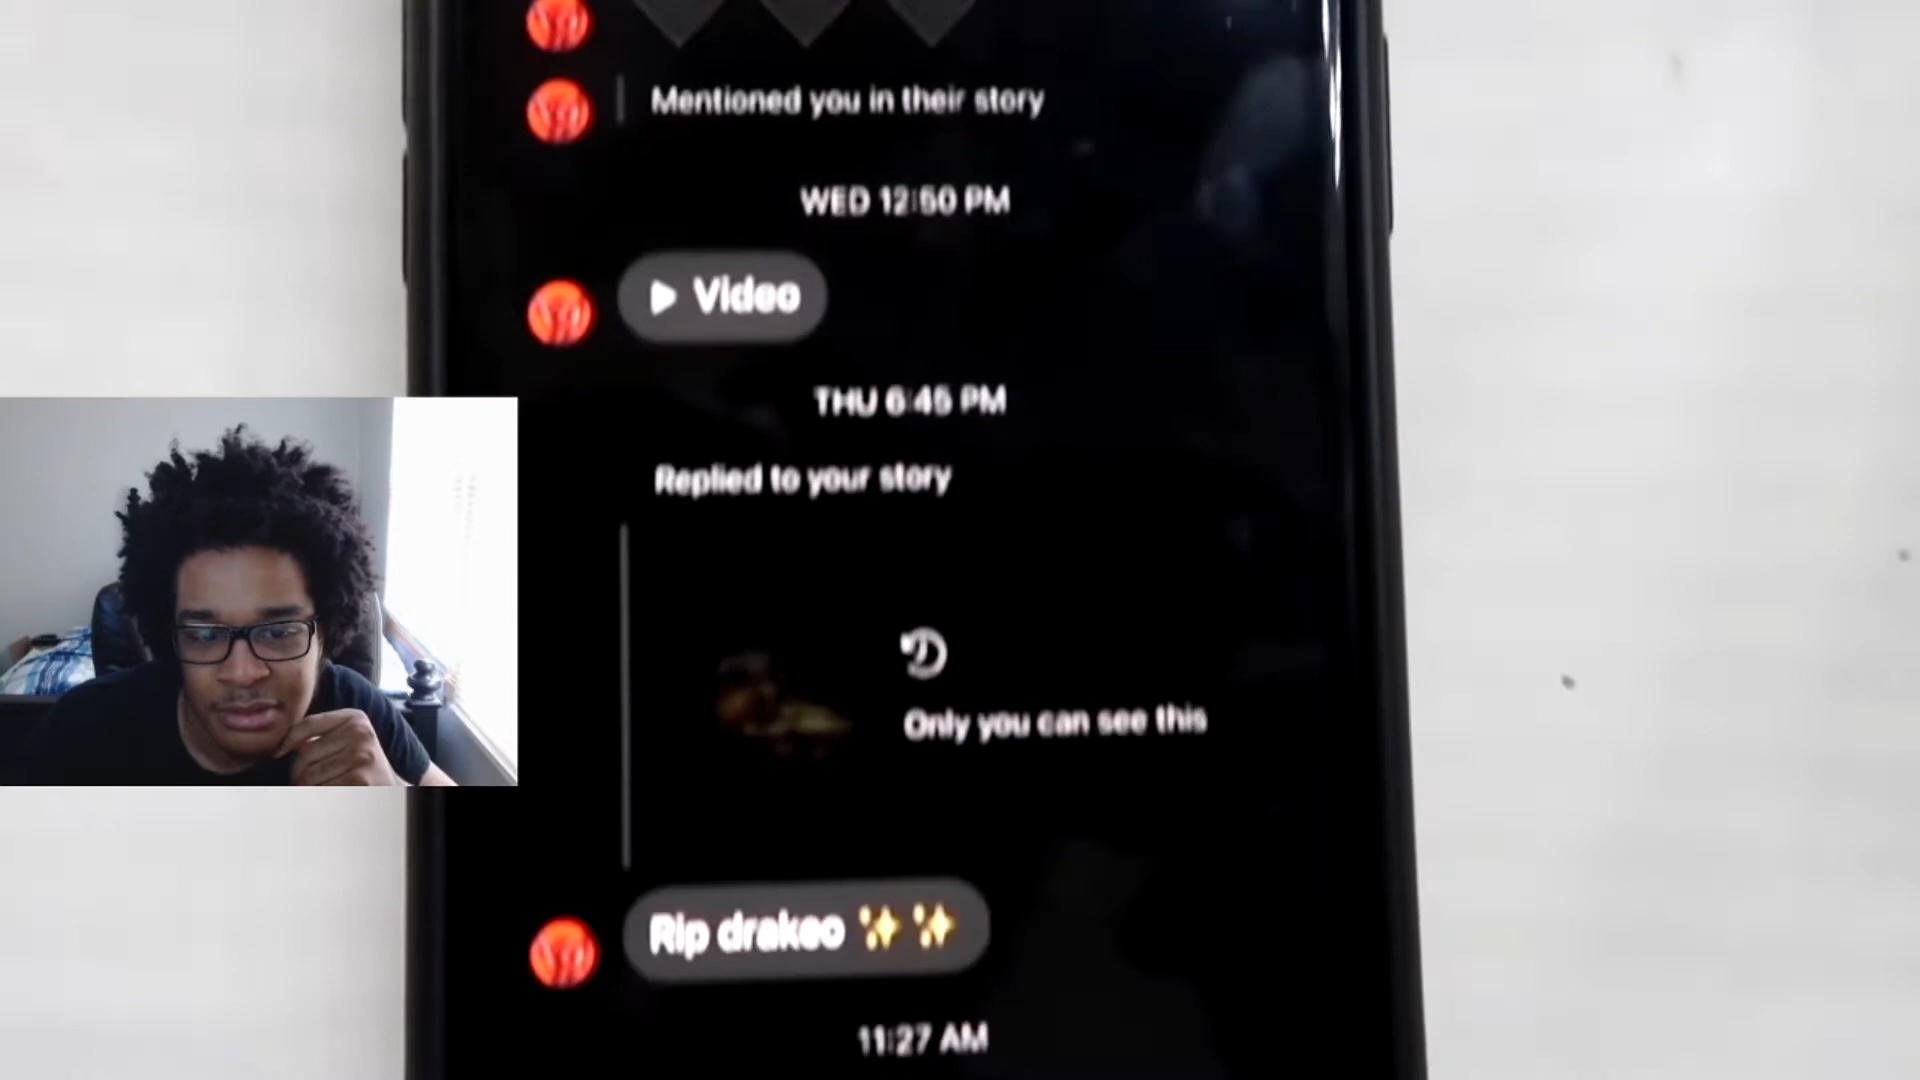 Mentioned you in their story
WED 12:50 PM
Video
THU 6:45 PM
Replied to your story
Only you can see this
Rip drakeo ✨ ✨
11:27 AM